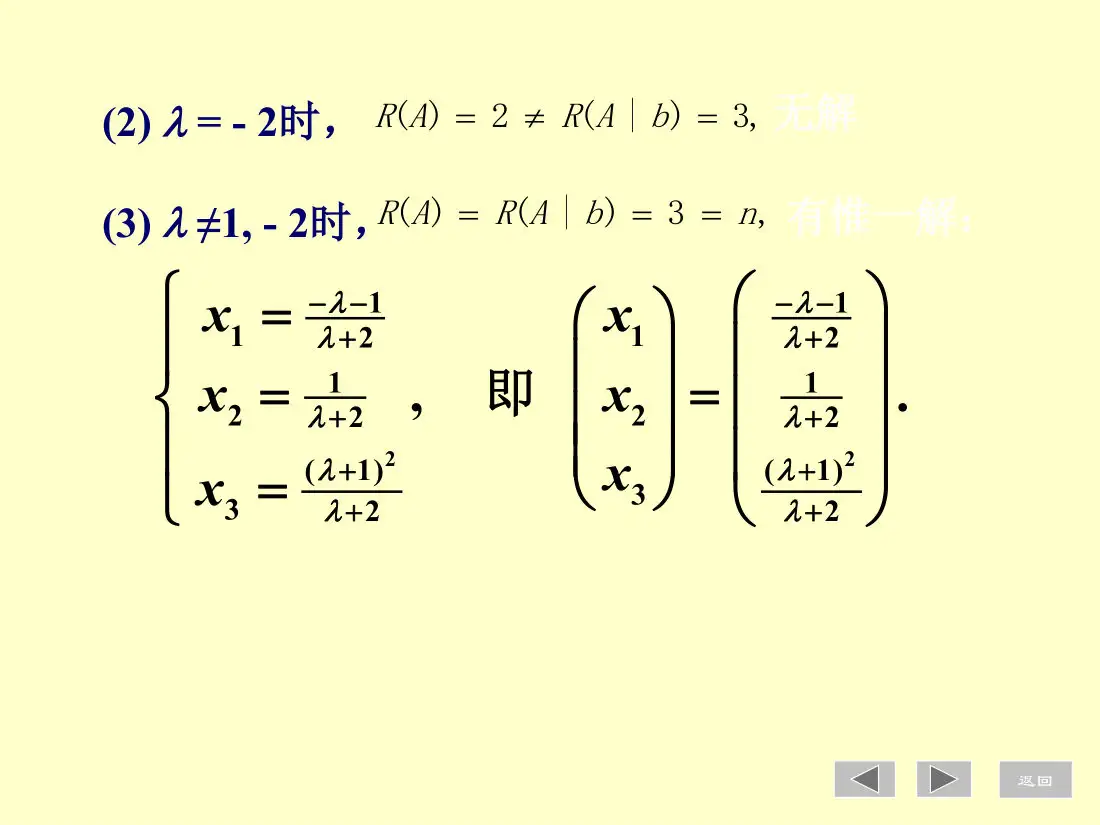 (2) λ = - 2时， R(A) = 2 ≠ R(A | b) = 3, 无解
(3) λ ≠1, - 2时，R(A) = R(A | b) = 3 = n, 有惟一解：
{ x₁ = (−λ−1)/(λ+2)
x₂ = 1/(λ+2)
x₃ = (λ+1)²/(λ+2)
， 即
( x₁
x₂
x₃ ) =
( (−λ−1)/(λ+2)
1/(λ+2)
(λ+1)²/(λ+2) ) .
返回